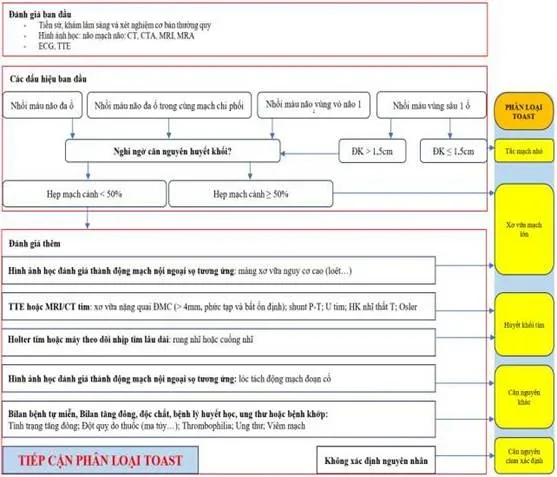 Đánh giá ban đầu
- Tiền sử, khám lâm sàng và xét nghiệm cơ bản thường quy
- Hình ảnh học: não mạch não: CT, CTA, MRI, MRA
- ECG, TTE
Các dấu hiệu ban đầu
PHÂN LOẠI
TOAST
Nhồi máu não đa ổ
Nhồi máu não đa ổ trong cùng mạch chi phối
Nhồi máu não vùng vỏ não 1
Nhồi máu vùng sâu 1 ổ
Nghi ngờ căn nguyên huyết khối?
ĐK > 1,5cm
ĐK ≤ 1,5cm
Tắc mạch nhỏ
Hẹp mạch cảnh < 50%
Hẹp mạch cảnh ≥ 50%
Xơ vữa mạch
lớn
Đánh giá thêm
Hình ảnh học đánh giá thành động mạch nội ngoại sọ tương ứng: mảng xơ vữa nguy cơ cao (loét…)
TTE hoặc MRI/CT tim: xơ vữa nặng quai ĐMC (> 4mm, phức tạp và bất ổn định); shunt P-T; U tim; HK nhĩ thất T; Osler
Huyết khối tim
Holter tim hoặc máy theo dõi nhịp tim lâu dài: rung nhĩ hoặc cuồng nhĩ
Hình ảnh học đánh giá thành động mạch nội ngoại sọ tương ứng: lóc tách động mạch đoạn cổ
Căn nguyên
khác
Bilan bệnh tự miễn, Bilan tăng đông, độc chất, bệnh lý huyết học, ung thư hoặc bệnh khớp:
Tình trạng tăng đông; Đột quỵ do thuốc (ma túy…); Thrombophilia; Ung thư; Viêm mạch
TIẾP CẬN PHÂN LOẠI TOAST
Không xác định nguyên nhân
Căn nguyên
chưa xác định